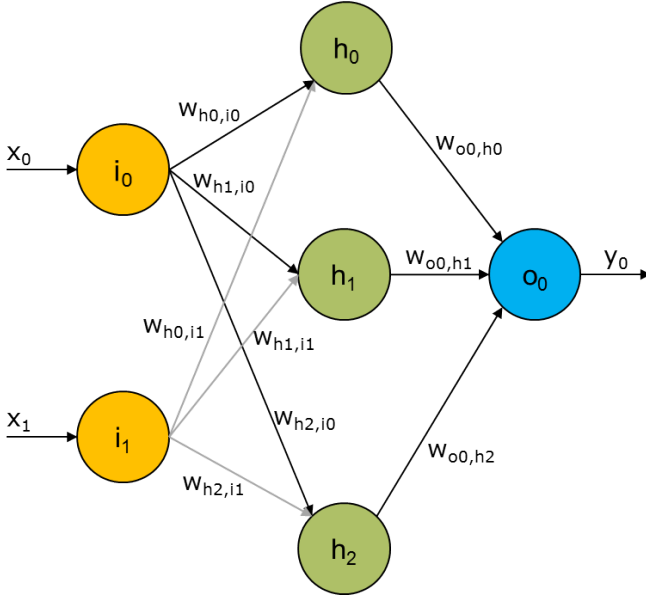 h₀
w_h0,i0
w_o0,h0
x₀
i₀
w_h1,i0
h₁
w_o0,h1
o₀
y₀
w_h0,i1
w_h1,i1
x₁
i₁
w_h2,i0
w_h2,i1
w_o0,h2
h₂